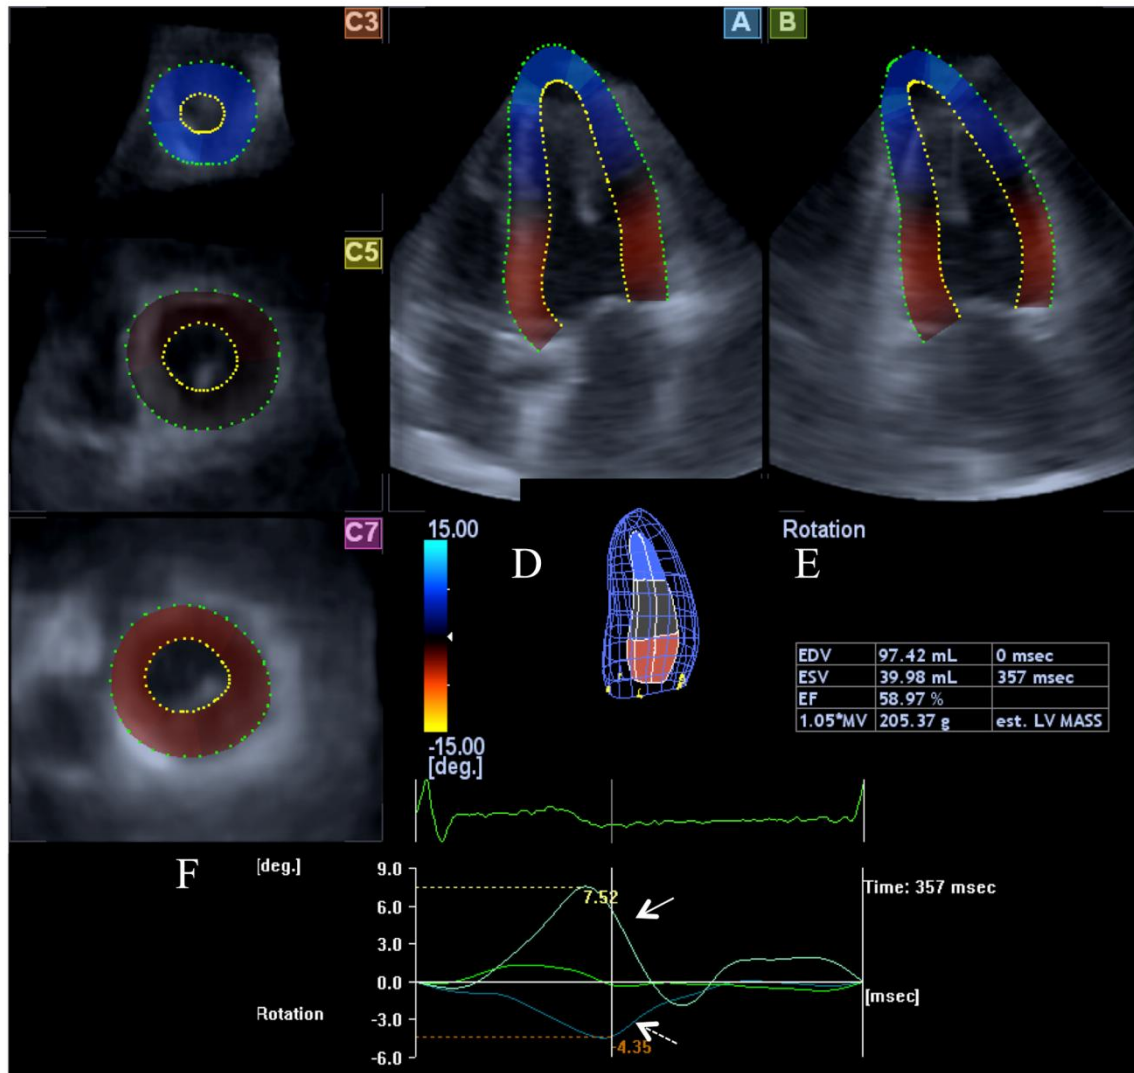 C3
A
B
C5
C7
15.00
D
Rotation
E
EDV 97.42 mL 0 msec
ESV 39.98 mL 357 msec
EF 58.97 %
1.05*MV 205.37 g est. LV MASS
-15.00
[deg.]
F
[deg.]
9.0
7.52
Time: 357 msec
6.0
3.0
0.0
[msec]
Rotation
-3.0
-4.35
-6.0